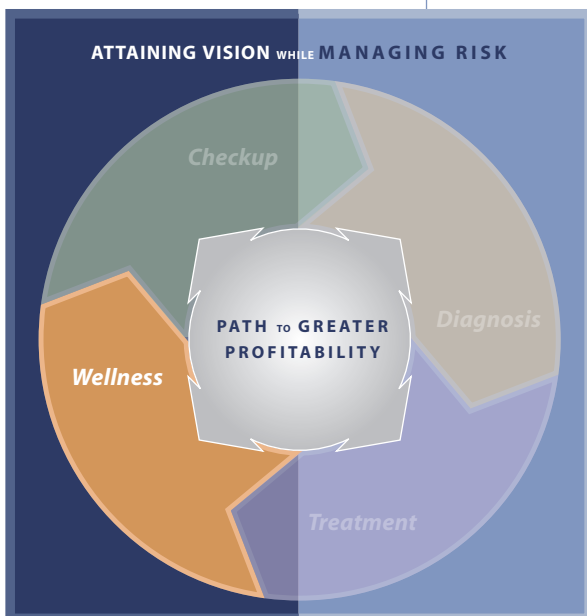 ATTAINING VISION WHILE MANAGING RISK
Checkup
PATH TO GREATER
PROFITABILITY
Diagnosis
Wellness
Treatment